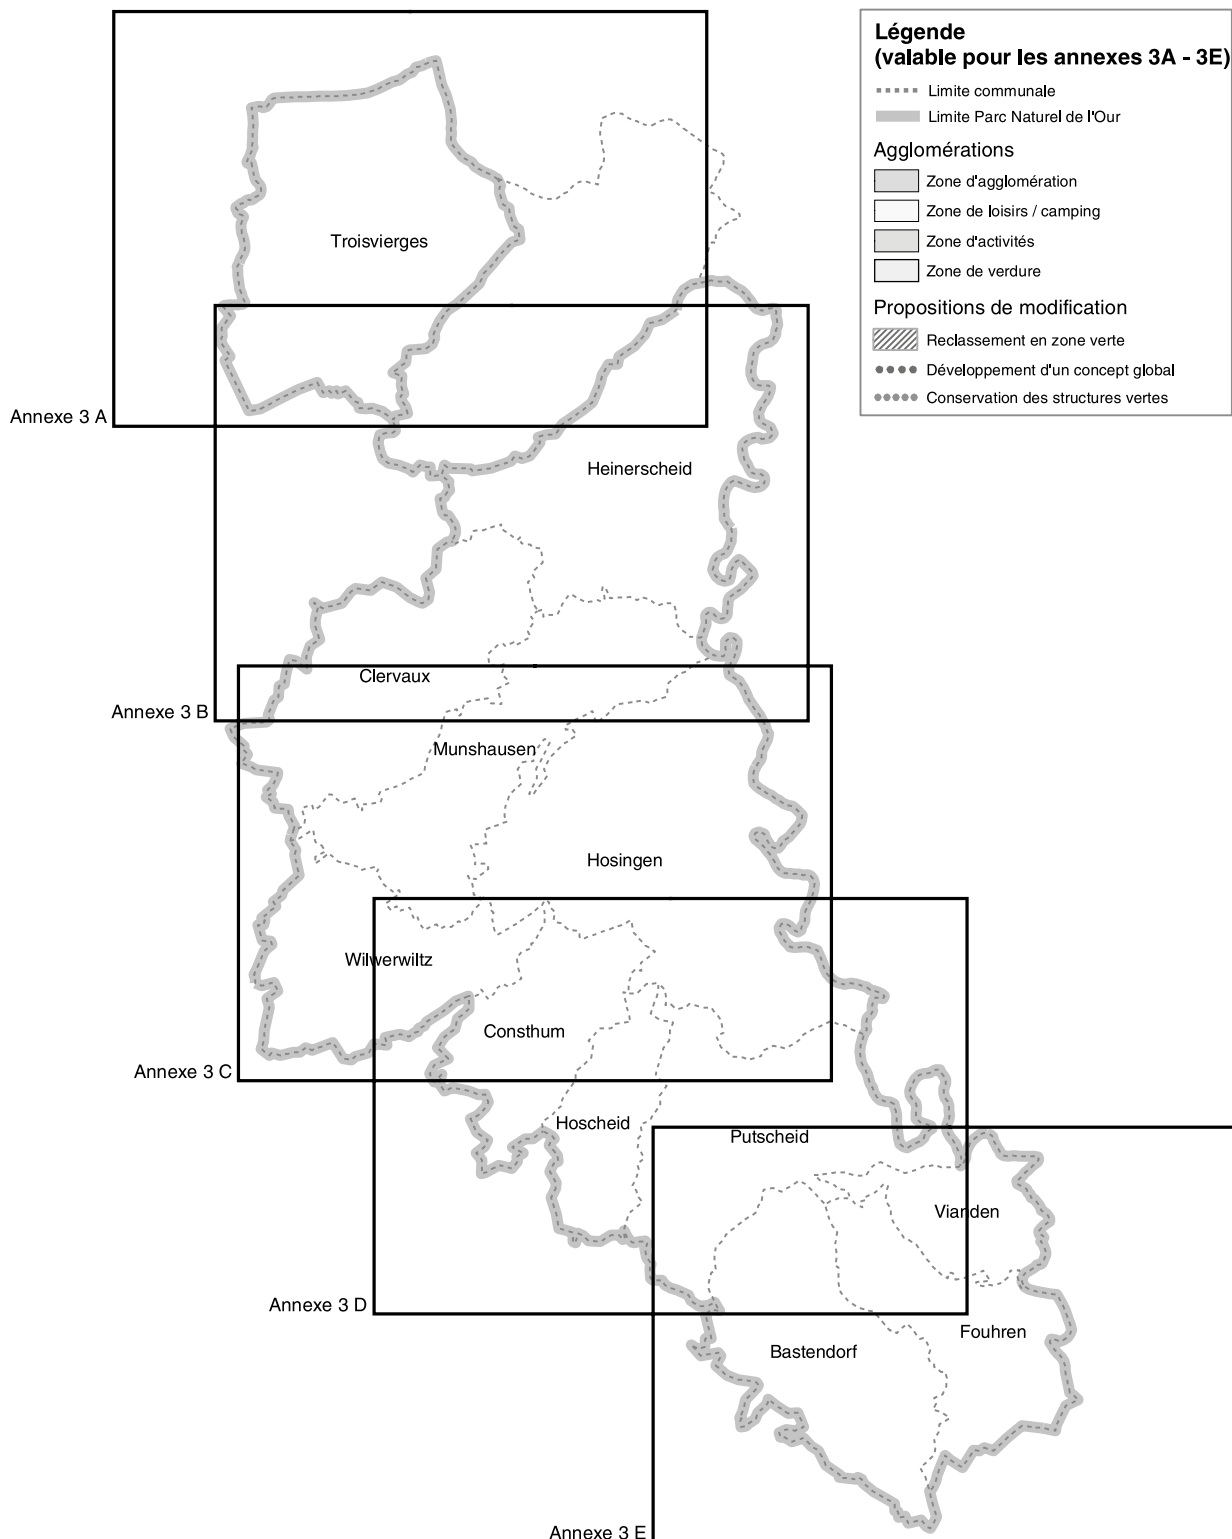 Légende
(valable pour les annexes 3A - 3E)
Limite communale
Limite Parc Naturel de l'Our
Agglomérations
Zone d'agglomération
Zone de loisirs / camping
Zone d'activités
Zone de verdure
Propositions de modification
Reclassement en zone verte
Développement d'un concept global
Conservation des structures vertes
Troisvierges
Annexe 3 A
Heinerscheid
Clervaux
Annexe 3 B
Munshausen
Hosingen
Wilwerwiltz
Consthum
Annexe 3 C
Hoscheid
Putscheid
Vianden
Annexe 3 D
Fouhren
Bastendorf
Annexe 3 E